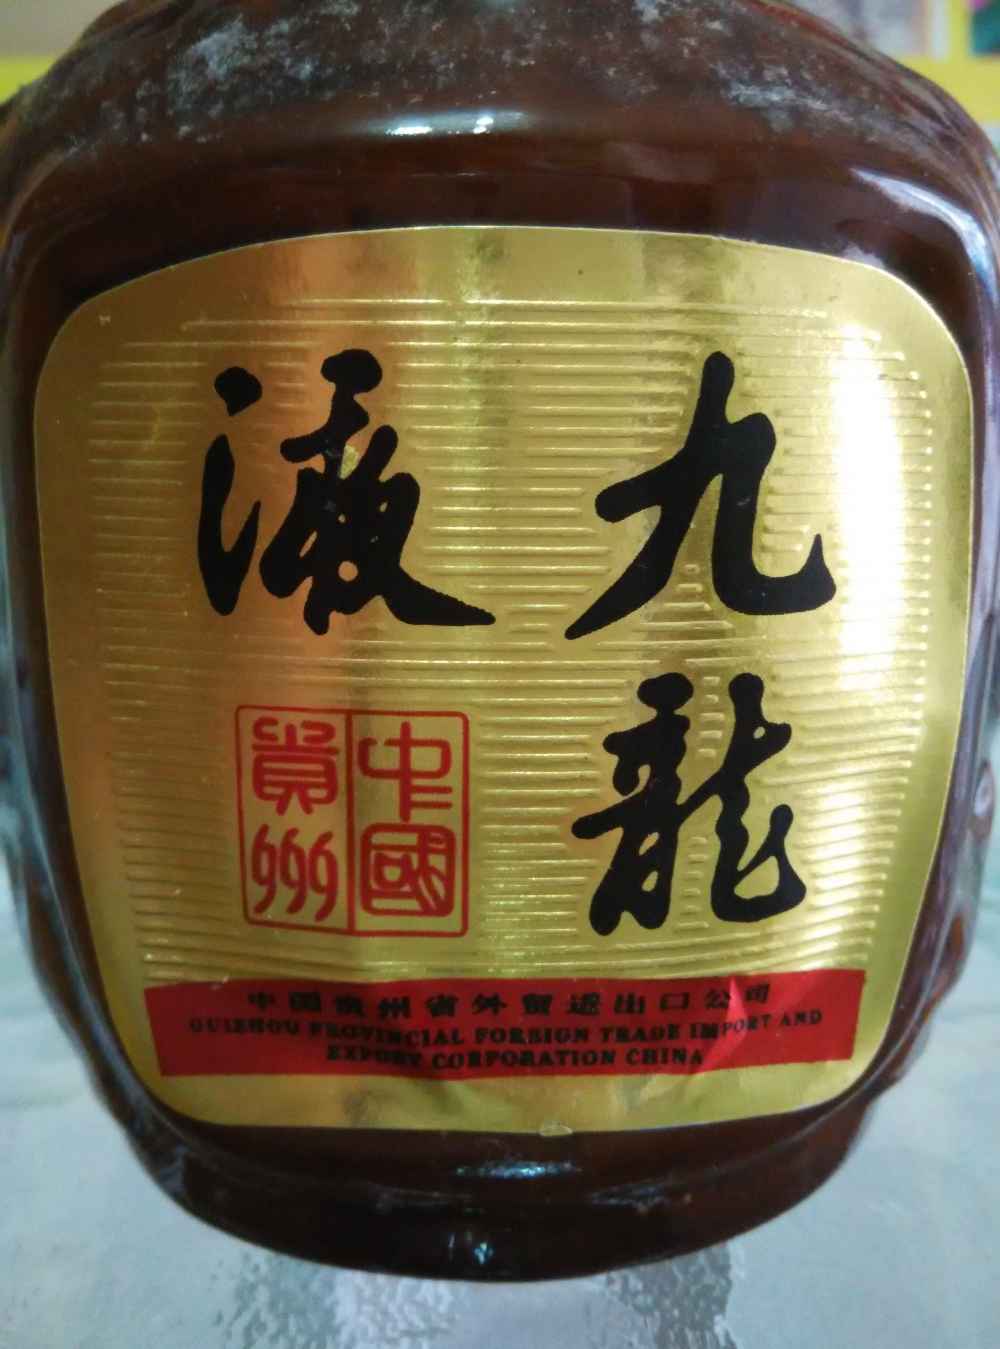 九龍
液
中國
貴州
中国贵州省外贸进出口公司
GUIZHOU PROVINCIAL FOREIGN TRADE IMPORT AND
EXPORT CORPORATION CHINA